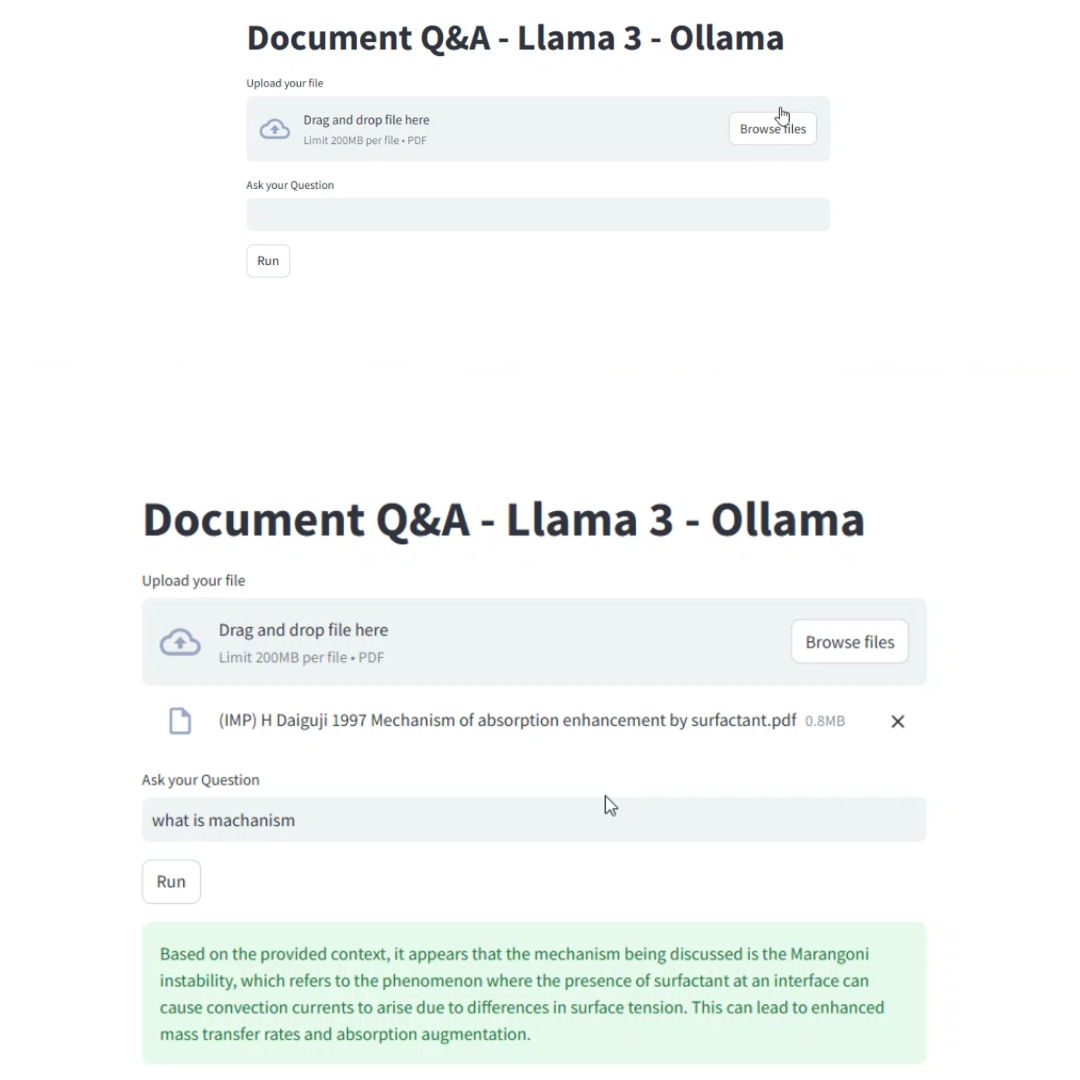 Document Q&A - Llama 3 - Ollama
Upload your file
Drag and drop file here
Limit 200MB per file • PDF
Browse files
Ask your Question
Run
Document Q&A - Llama 3 - Ollama
Upload your file
Drag and drop file here
Limit 200MB per file • PDF
Browse files
(IMP) H Daiguji 1997 Mechanism of absorption enhancement by surfactant.pdf 0.8MB
Ask your Question
what is machanism
Run
Based on the provided context, it appears that the mechanism being discussed is the Marangoni
instability, which refers to the phenomenon where the presence of surfactant at an interface can
cause convection currents to arise due to differences in surface tension. This can lead to enhanced
mass transfer rates and absorption augmentation.